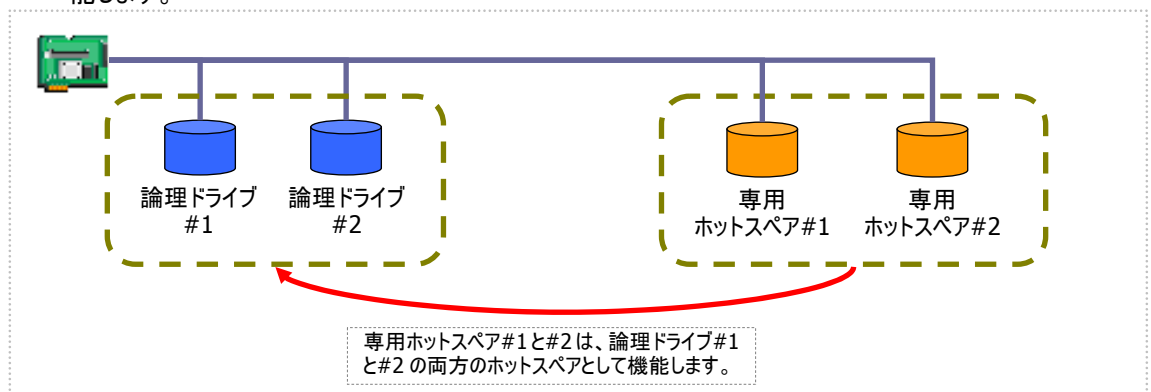 能します。
論理ドライブ
#1
論理ドライブ
#2
専用
ホットスペア#1
専用
ホットスペア#2
専用ホットスペア#1と#2は、論理ドライブ#1
と#2 の両方のホットスペアとして機能します。